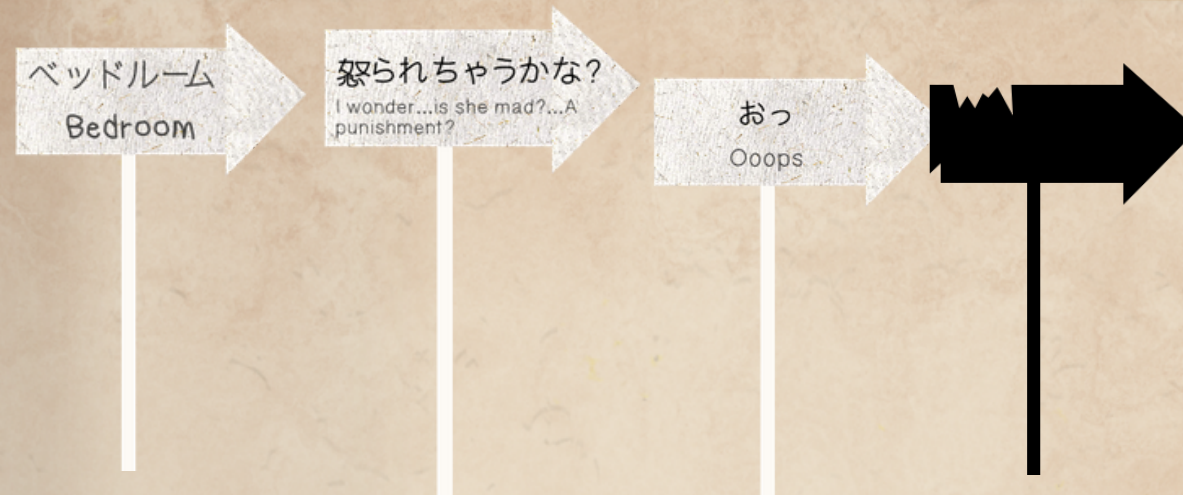 ベッドルーム
Bedroom
怒られちゃうかな?
I wonder...is she mad?...A
punishment?
おっ
Ooops